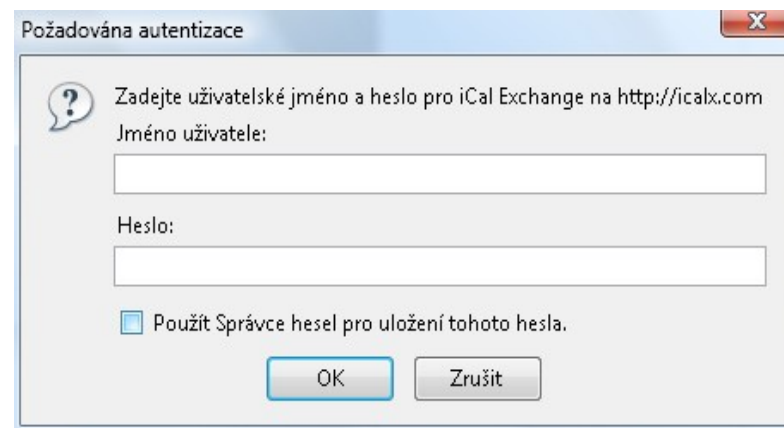 Požadována autentizace
Zadejte uživatelské jméno a heslo pro iCal Exchange na http://icalx.com
Jméno uživatele:
Heslo:
Použít Správce hesel pro uložení tohoto hesla.
OK Zrušit